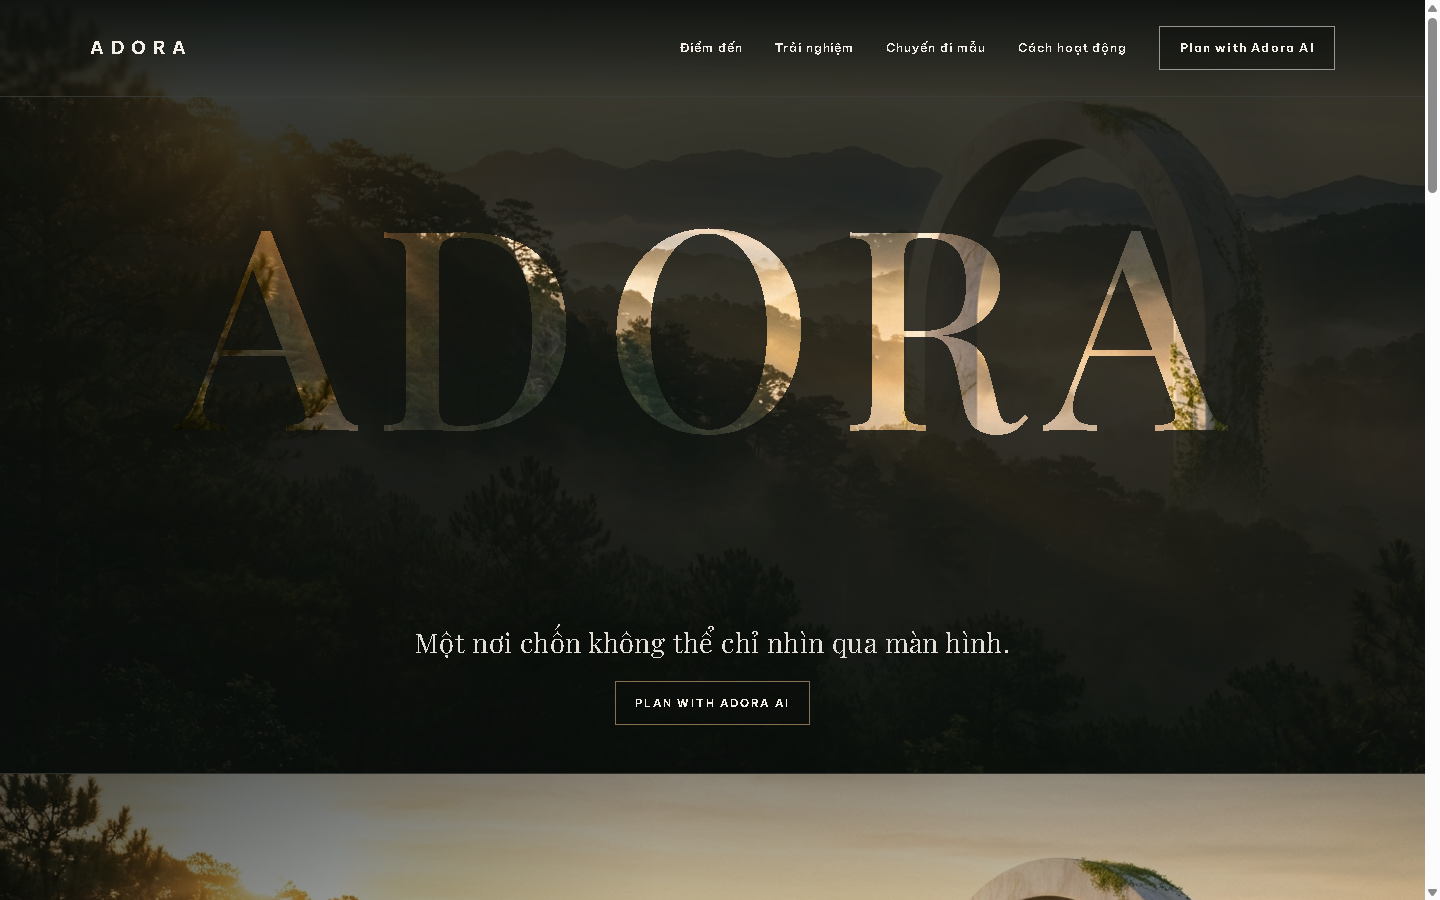 ADORA
Điểm đến
Trải nghiệm
Chuyến đi mẫu
Cách hoạt động
Plan with Adora AI
ADORA
Một nơi chốn không thể chỉ nhìn qua màn hình.
PLAN WITH ADORA AI